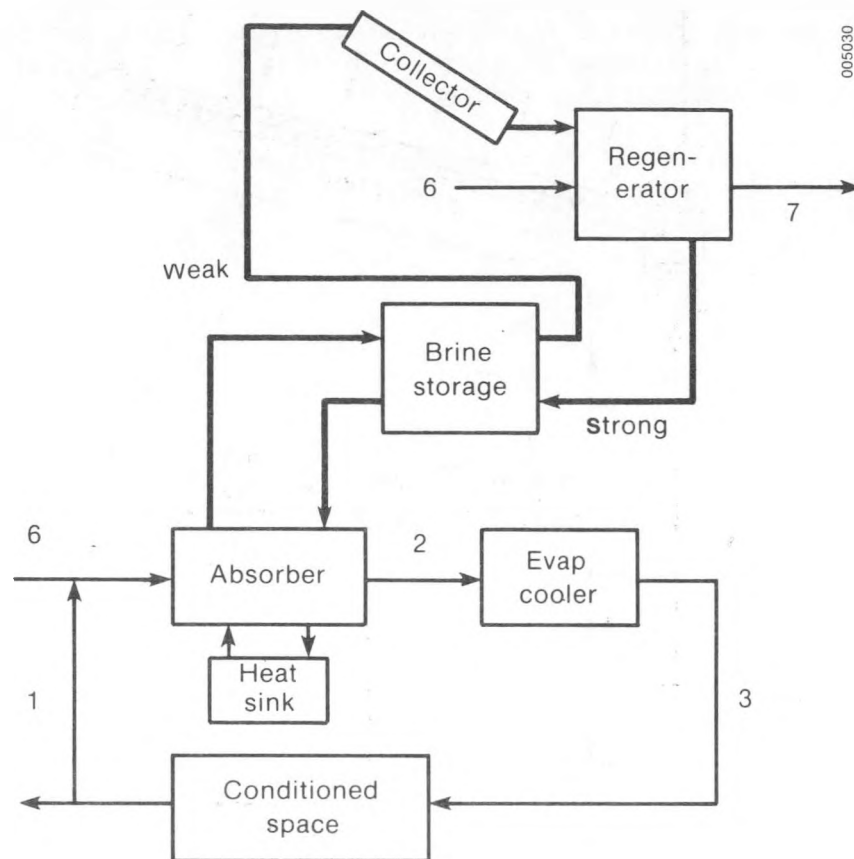 005030
Collector
Regen-
erator
6
7
weak
Brine
storage
strong
6
Absorber
2
Evap
cooler
Heat
sink
1
3
Conditioned
space